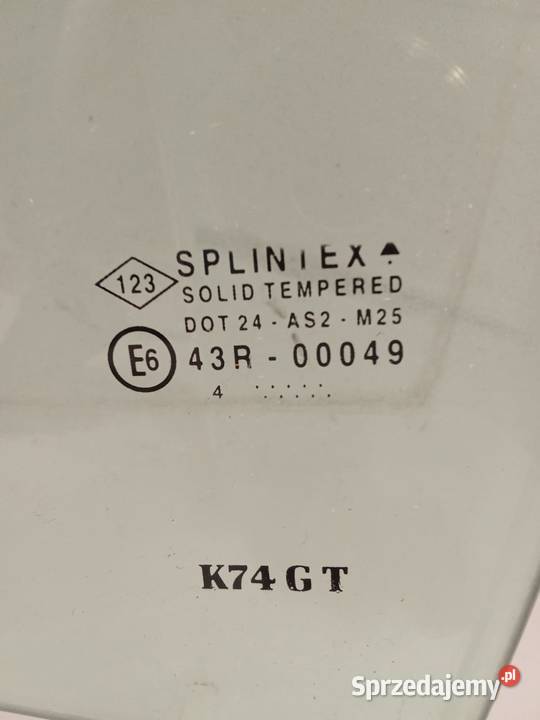 123
SPLINTEX
SOLID TEMPERED
DOT 24 - AS2 - M25
E6 43R - 00049
4 ..........
K74 G T
Sprzedajemy.pl